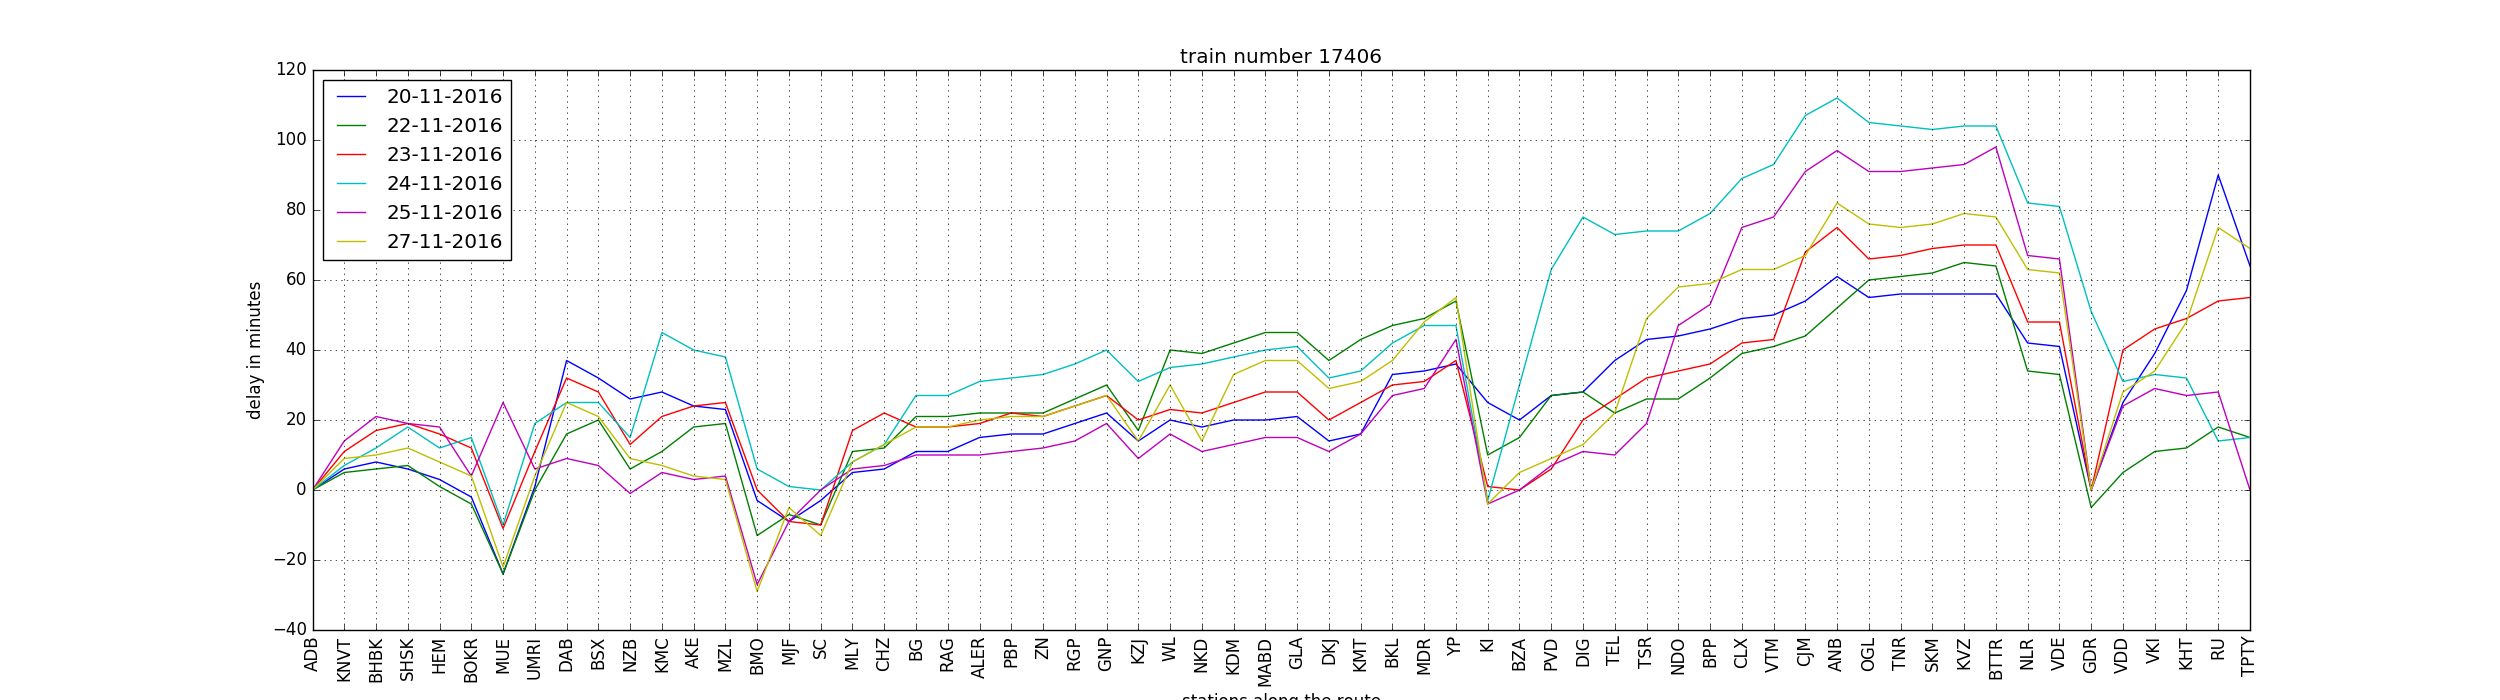 train number 17406
120
100
80
60
40
20
0
−20
−40
delay in minutes
20-11-2016
22-11-2016
23-11-2016
24-11-2016
25-11-2016
27-11-2016
ADB
KNVT
BHBK
SHSK
HEM
BOKR
MUE
UMRI
DAB
BSX
NZB
KMC
AKE
MZL
BMO
MJF
SC
MLY
CHZ
BG
RAG
ALER
PBP
ZN
RGP
GNP
KZJ
WL
NKD
KDM
MABD
GLA
DKJ
KMT
BKL
MDR
YP
KI
BZA
PVD
DIG
TEL
TSR
NDO
BPP
CLX
VTM
CJM
ANB
OGL
TNR
SKM
KVZ
BTTR
NLR
VDE
GDR
VDD
VKI
KHT
RU
TPTY
stations along the route